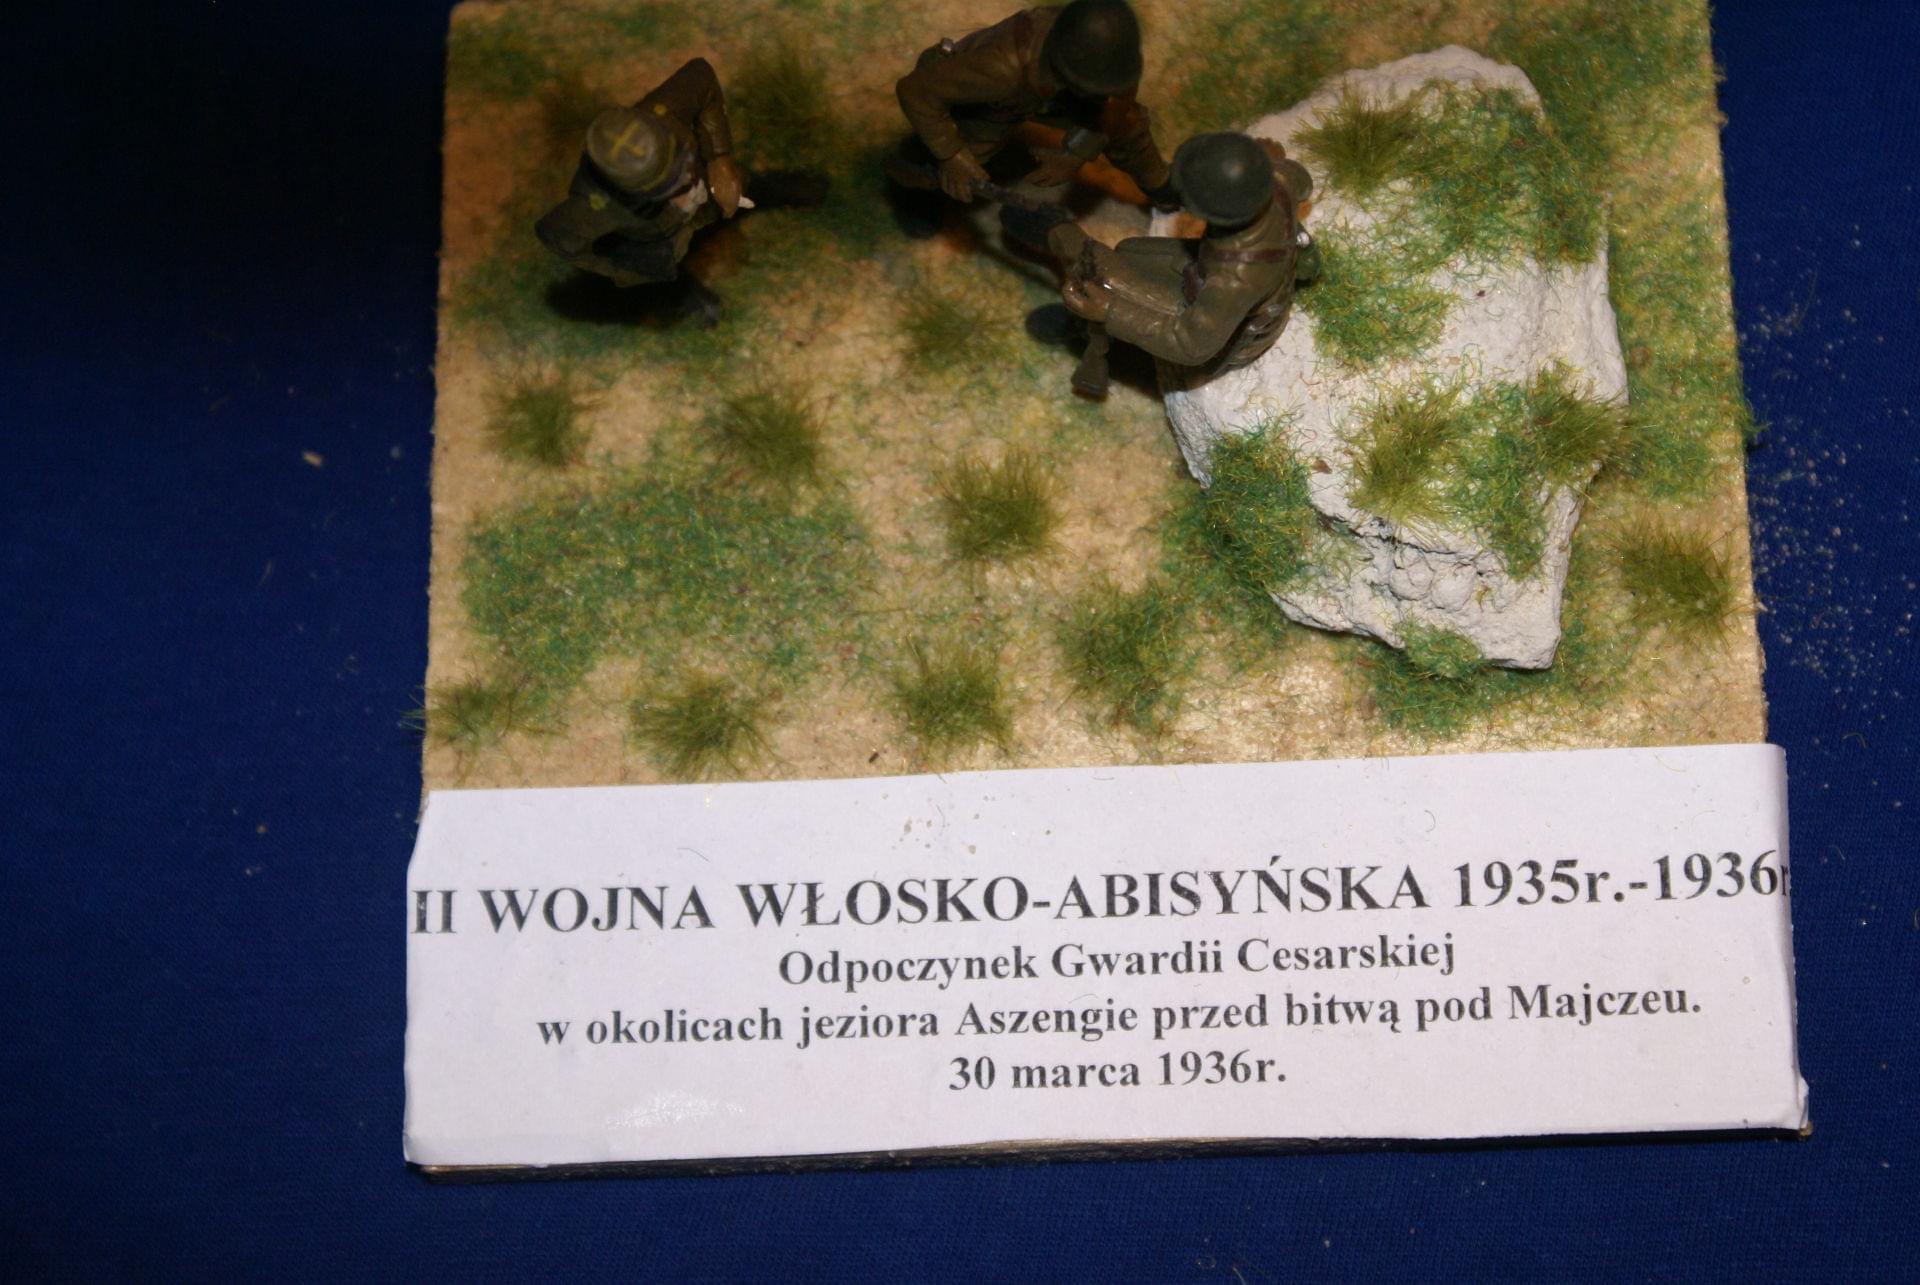 II WOJNA WŁOSKO-ABISYŃSKA 1935r.-1936r
Odpoczynek Gwardii Cesarskiej
w okolicach jeziora Aszengie przed bitwą pod Majczeu.
30 marca 1936r.